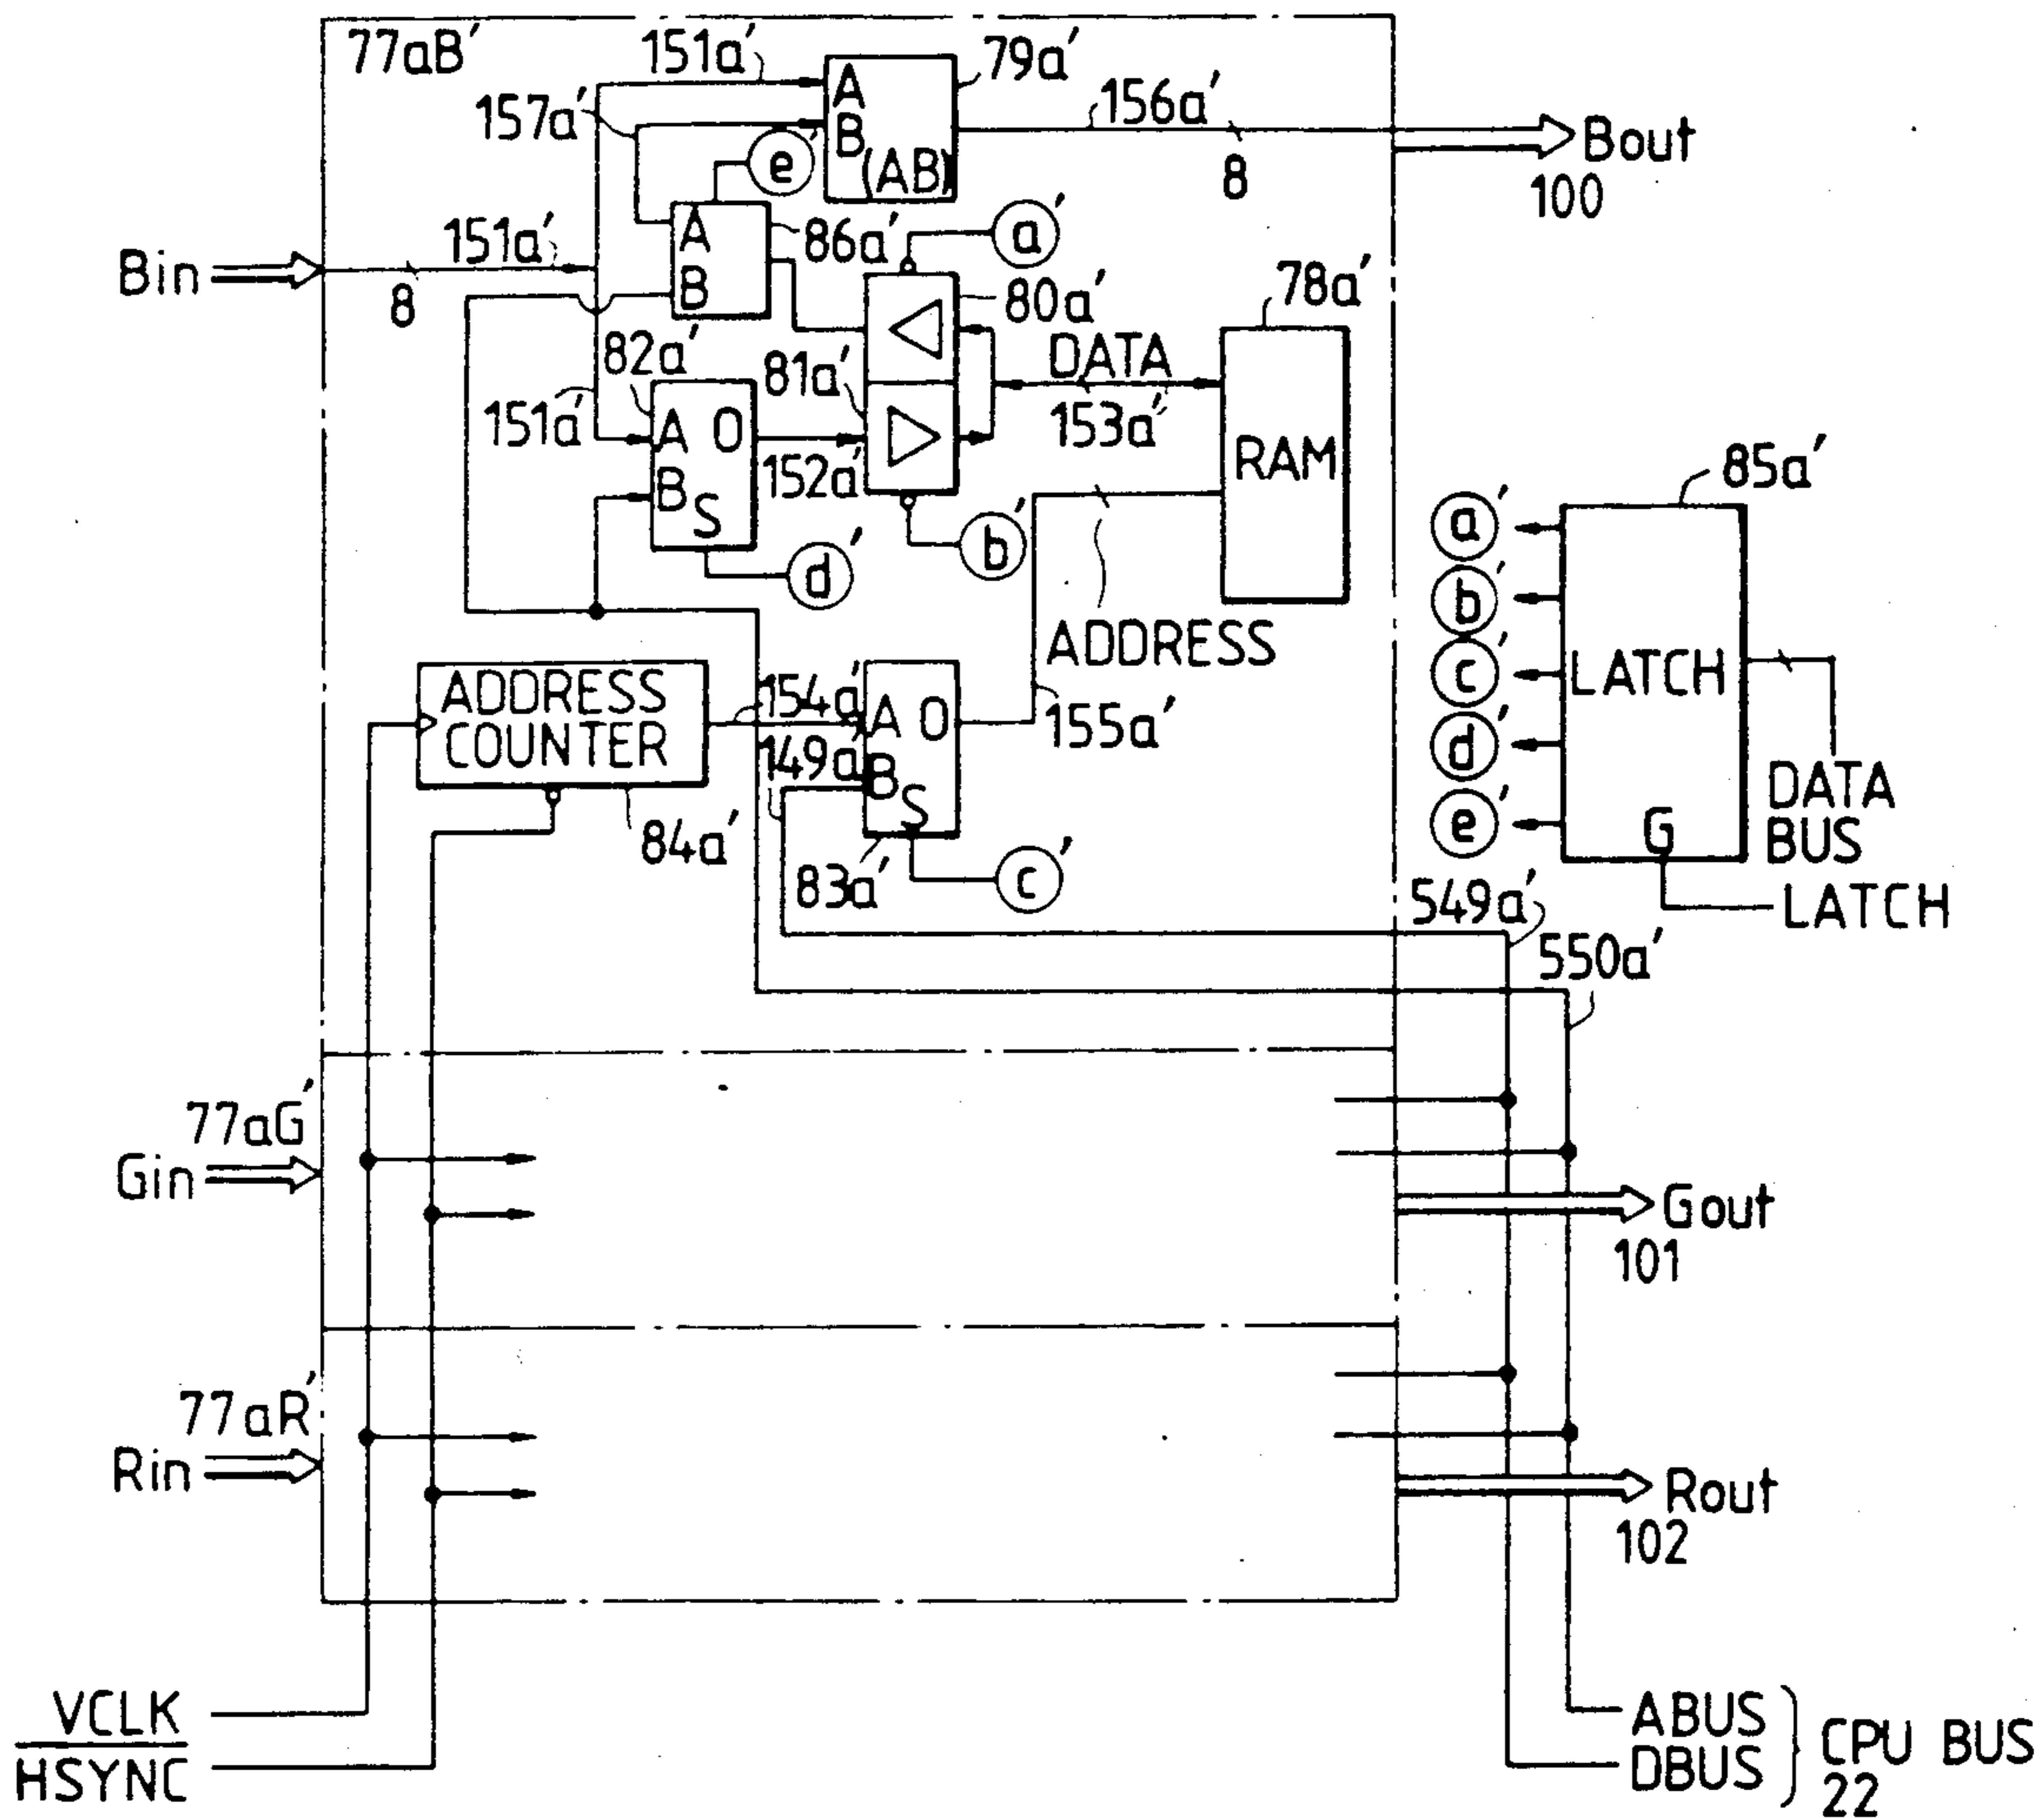 77aB′
151a′
79a′
157a′
A
B
(AB)
156a′
8
Bout
100
e′
Bin
8
151a′
A
B
86a′
a′
80a′
78a′
82a′
151a′
A O
B
S
81a′
152a′
DATA
153a′
RAM
b′
d′
ADDRESS
155a′
ADDRESS
COUNTER
84a′
154a′
149a′
A O
B
S
83a′
c′
85a′
a′
b′
c′
d′
e′
LATCH
G
DATA
BUS
LATCH
549a′
550a′
77aG′
Gin
Gout
101
77aR′
Rin
Rout
102
VCLK
HSYNC
ABUS
DBUS
CPU BUS
22